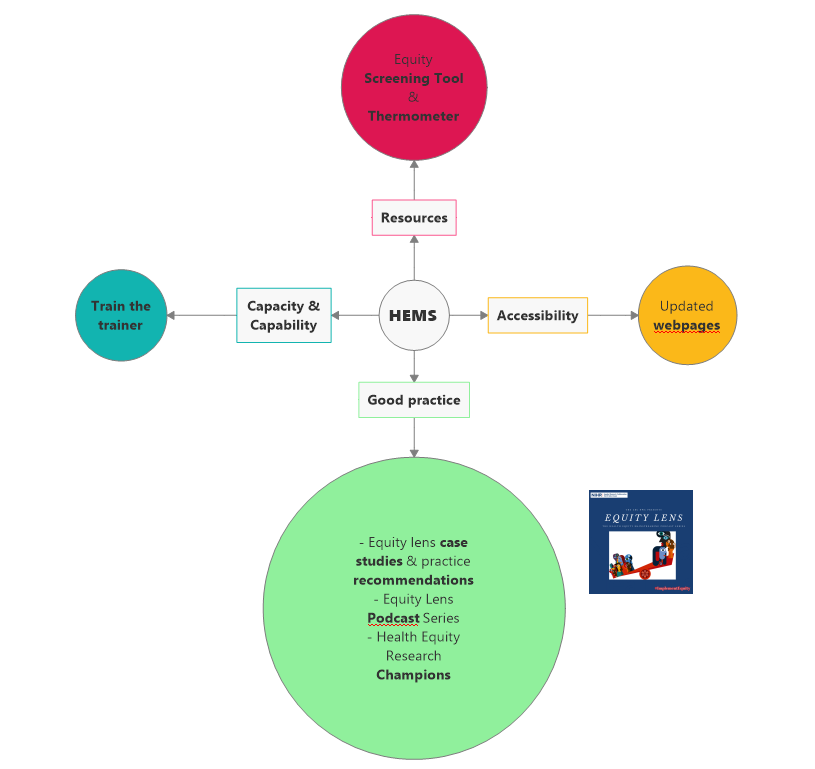 Equity
Screening Tool
&
Thermometer
Resources
Train the
trainer
Capacity &
Capability
HEMS
Accessibility
Updated
webpages
Good practice
- Equity lens case
studies & practice
recommendations
- Equity Lens
Podcast Series
- Health Equity
Research
Champions
NIHR
EQUITY LENS